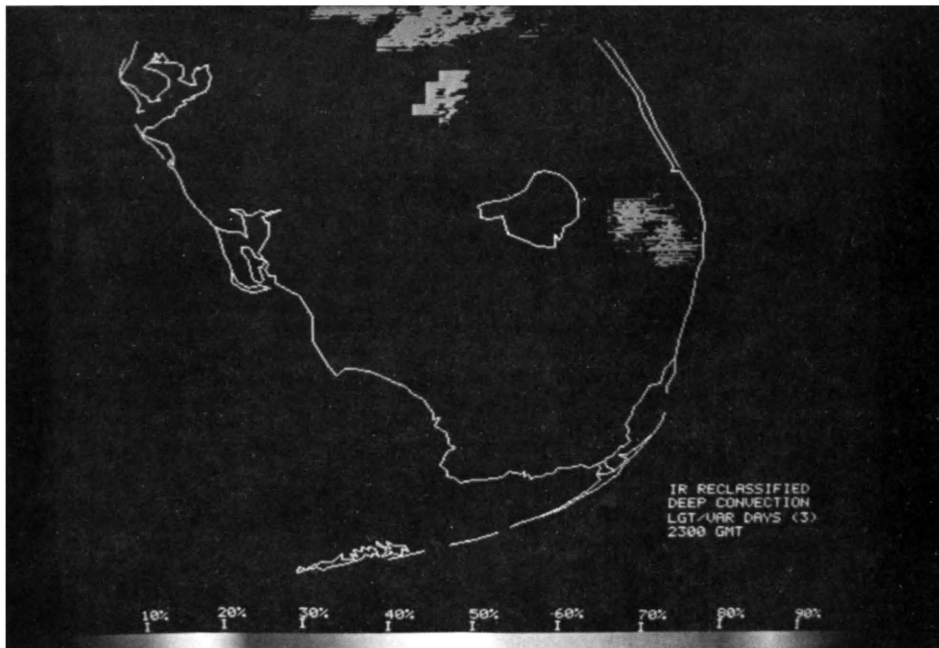 IR RECLASSIFIED
DEEP CONVECTION
LGT/VAR DAYS (3)
2300 GMT
10% 20% 30% 40% 50% 60% 70% 80% 90%